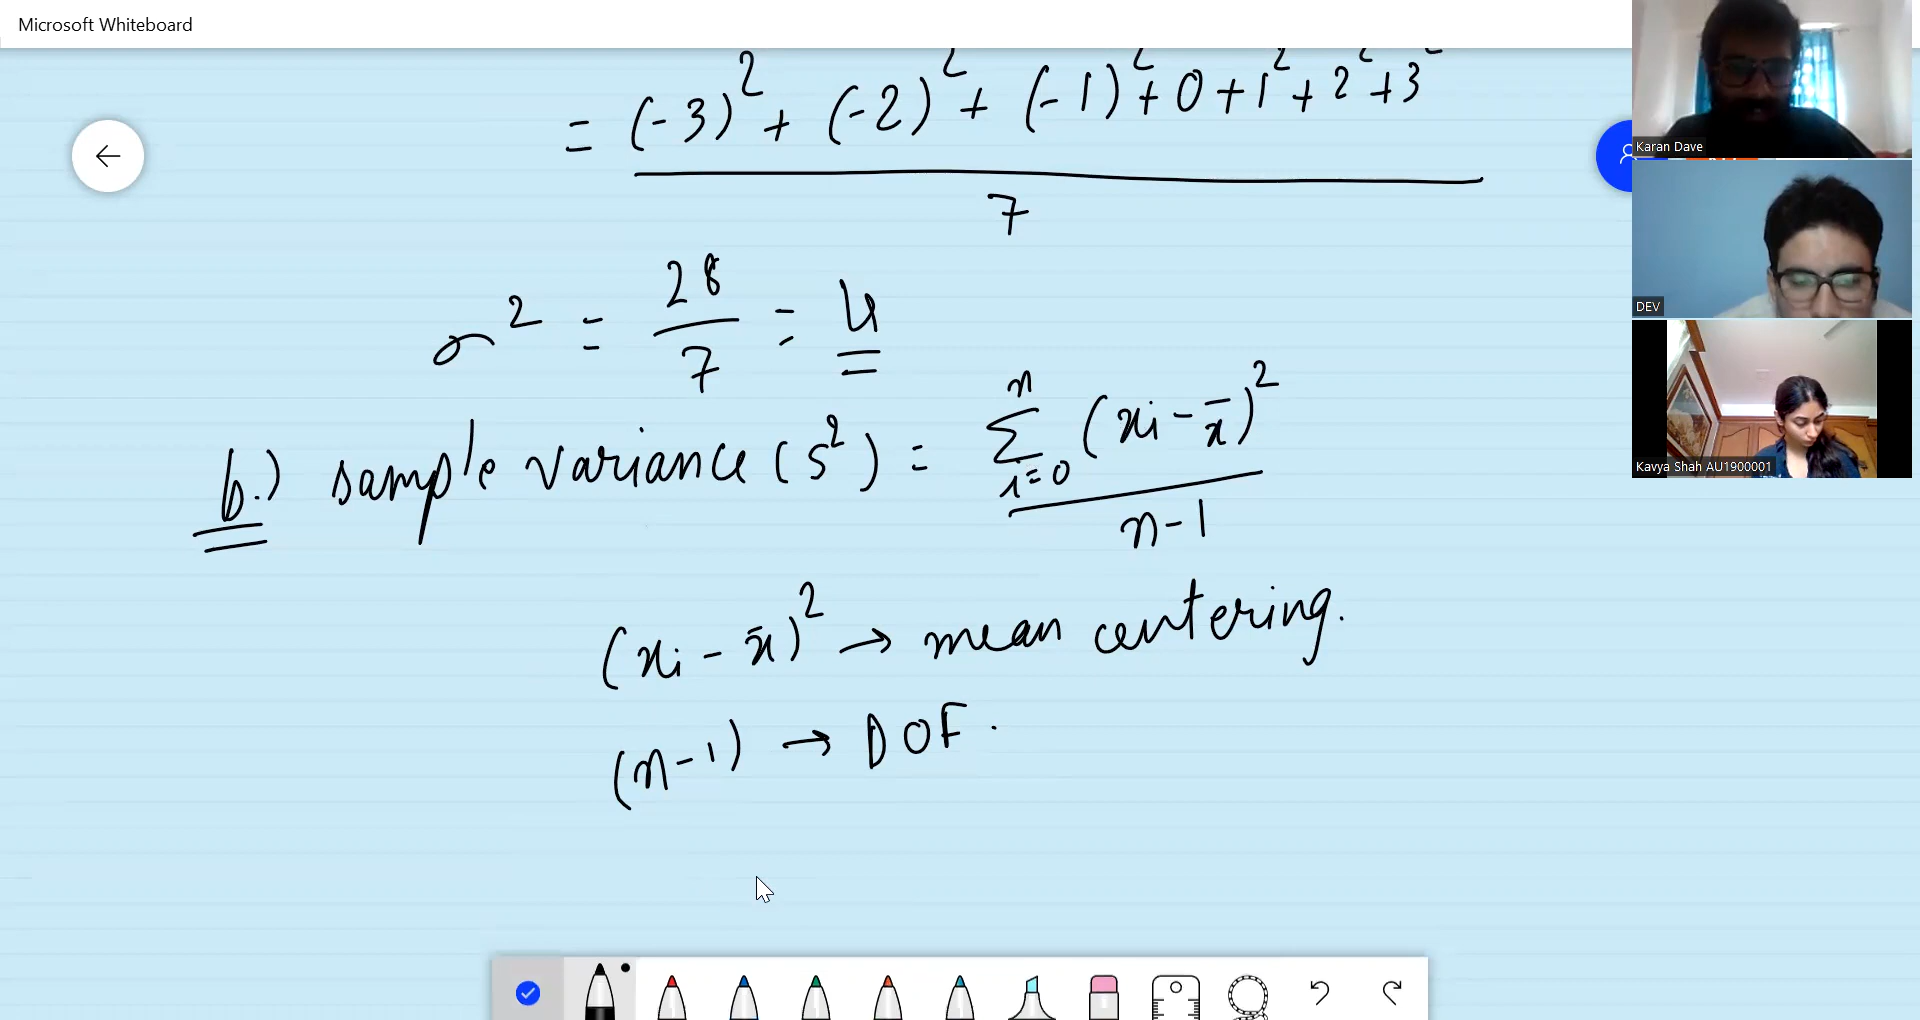 Microsoft Whiteboard
= (-3)² + (-2)² + (-1)² + 0 + 1² + 2² + 3²
7
σ² = 28/7 = 4
b.) sample variance (s²) = n Σ i=0 (xi - x̄)² / n-1
(xi - x̄)² → mean centering.
(n-1) → DOF.
Karan Dave
DEV
Kavya Shah AU1900001